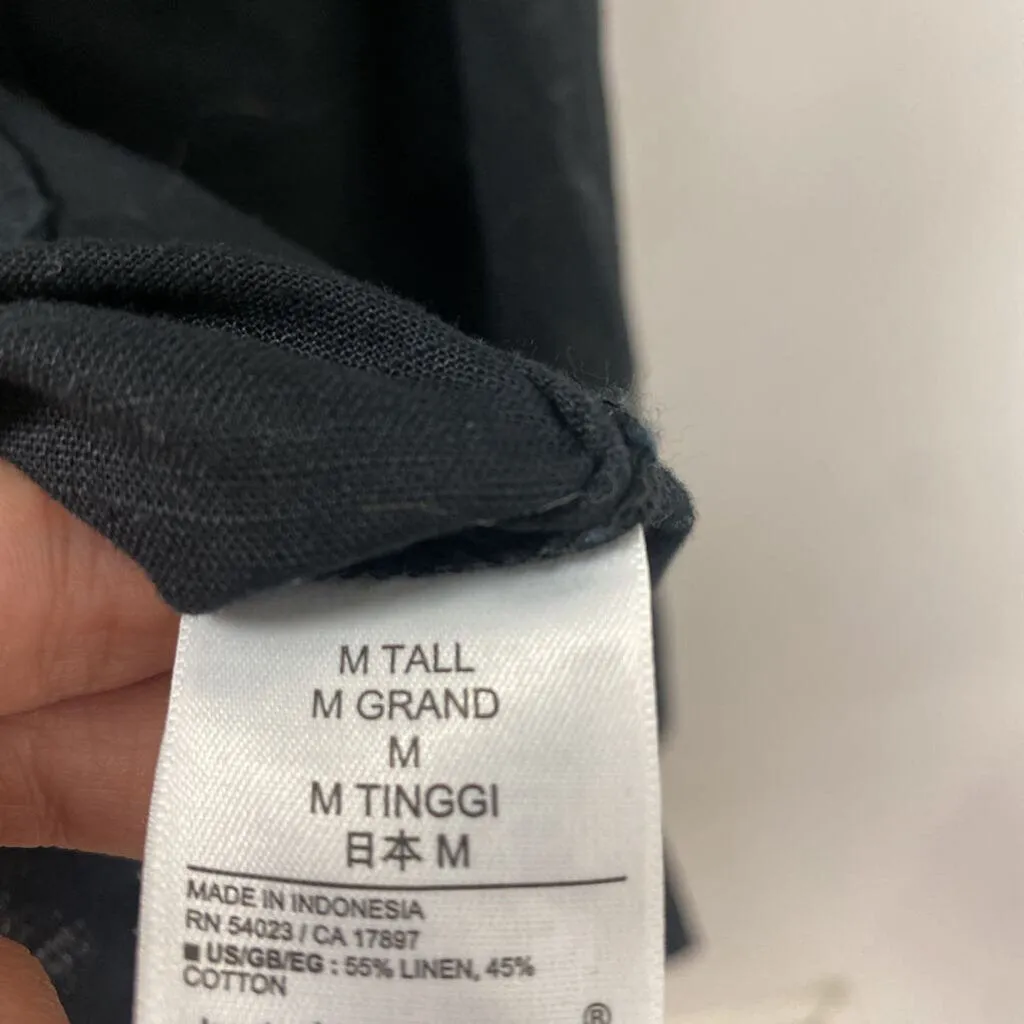 M TALL
M GRAND
M
M TINGGI
日本 M
MADE IN INDONESIA
RN 54023 / CA 17897
■ US/GB/EG : 55% LINEN, 45%
COTTON
®